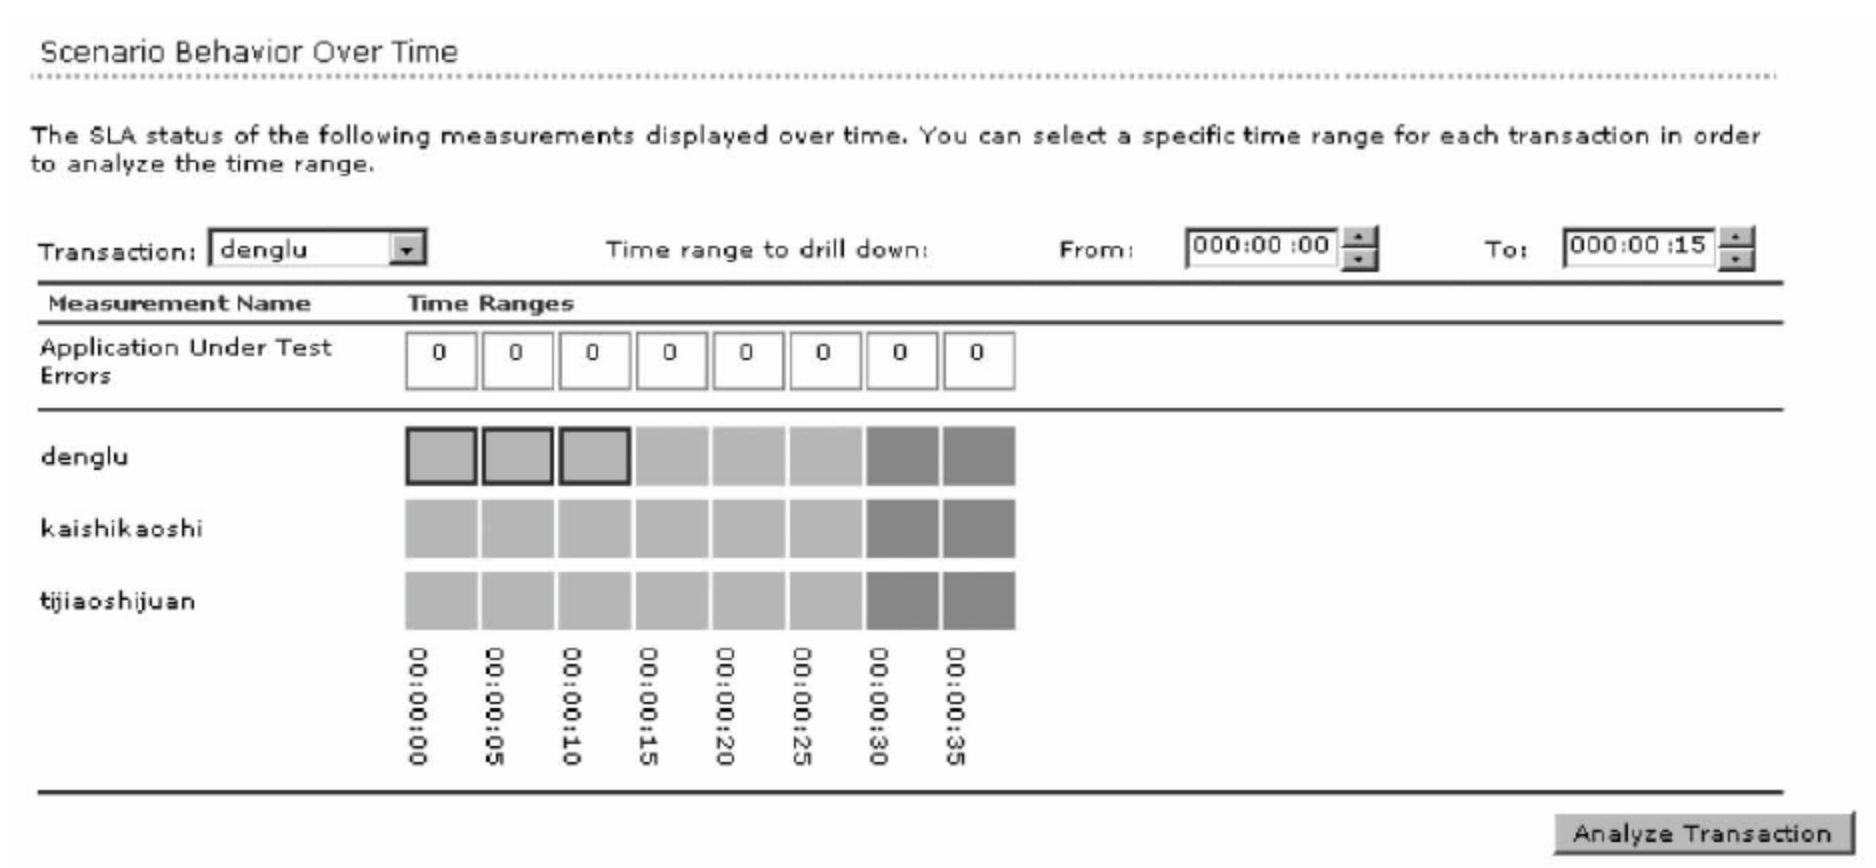 Scenario Behavior Over Time
The SLA status of the following measurements displayed over time. You can select a specific time range for each transaction in order
to analyze the time range.
Transaction: denglu Time range to drill down: From: 000:00 :00 To: 000:00 :15
Measurement Name Time Ranges
Application Under Test
Errors
0 0 0 0 0 0 0 0
denglu
kaishikaoshi
tijiaoshijuan
00:00:00 00:00:05 00:00:10 00:00:15 00:00:20 00:00:25 00:00:30 00:00:35
Analyze Transaction